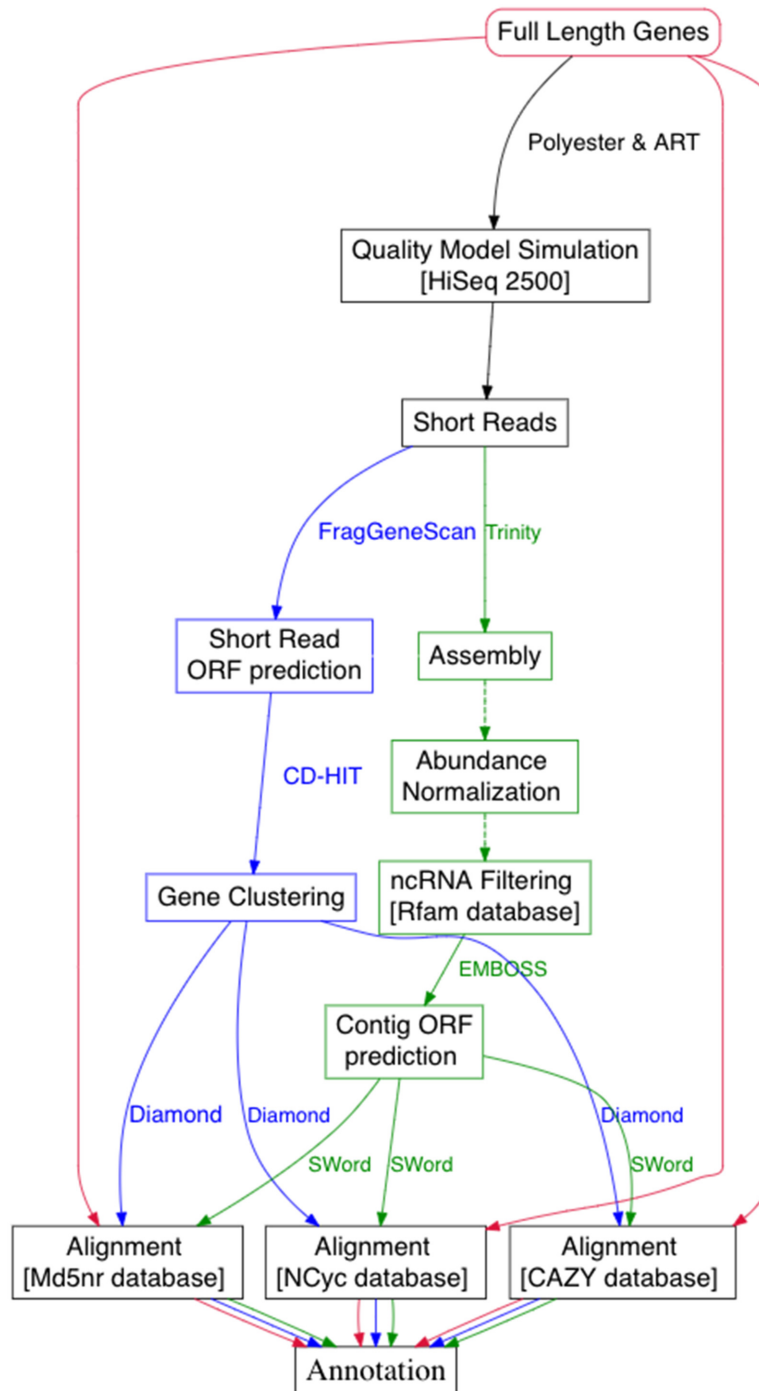 Full Length Genes
Polyester & ART
Quality Model Simulation
[HiSeq 2500]
Short Reads
FragGeneScan
Trinity
Short Read
ORF prediction
Assembly
CD-HIT
Abundance
Normalization
Gene Clustering
ncRNA Filtering
[Rfam database]
EMBOSS
Contig ORF
prediction
Diamond
Diamond
Diamond
SWord
SWord
SWord
Alignment
[Md5nr database]
Alignment
[NCyc database]
Alignment
[CAZY database]
Annotation